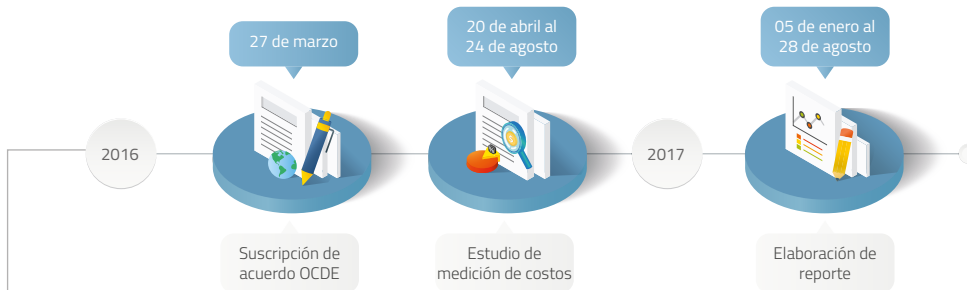 2016
27 de marzo
Suscripción de
acuerdo OCDE
20 de abril al
24 de agosto
Estudio de
medición de costos
2017
05 de enero al
28 de agosto
Elaboración de
reporte